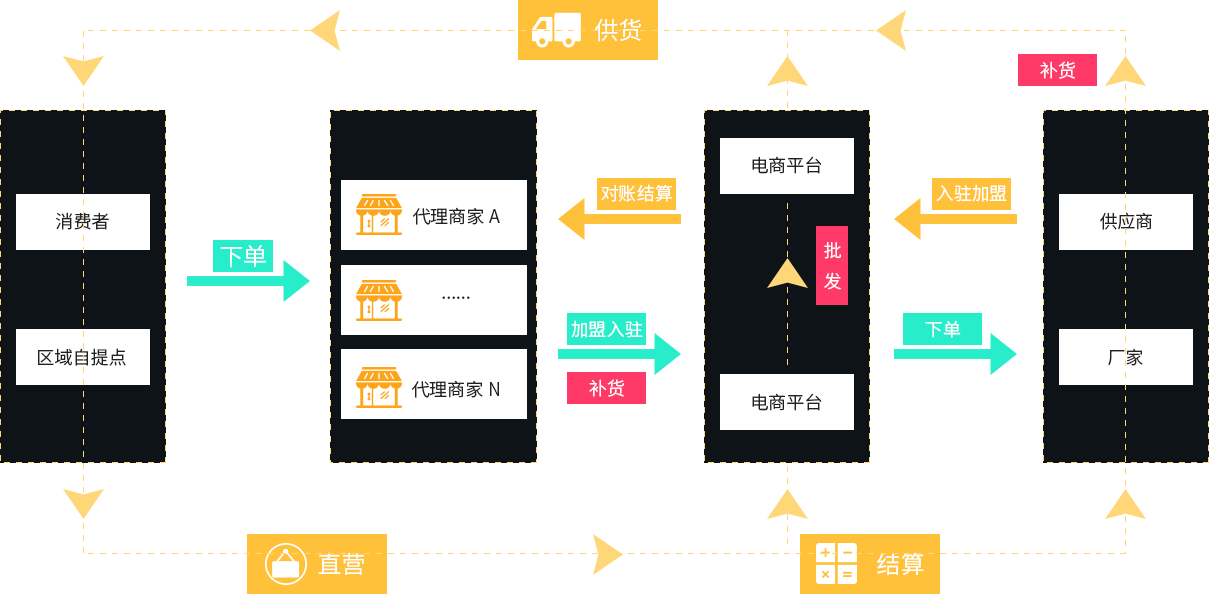 供货
补货
消费者
区域自提点
下单
代理商家 A
......
代理商家 N
对账结算
加盟入驻
补货
电商平台
批
发
电商平台
入驻加盟
下单
供应商
厂家
直营
结算